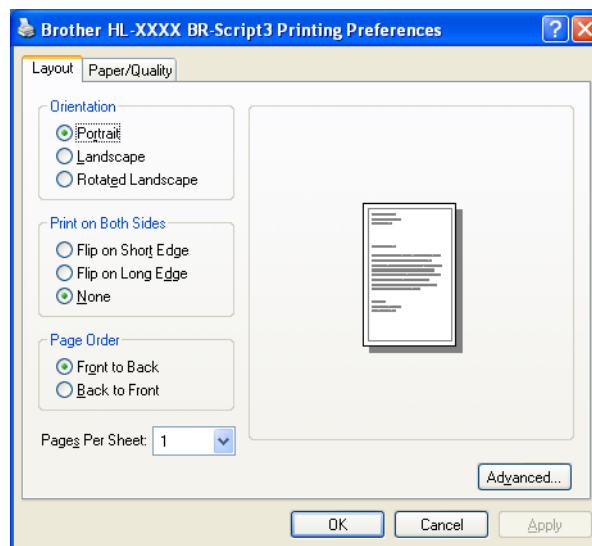 Brother HL-XXXX BR-Script3 Printing Preferences
Layout
Paper/Quality
Orientation
Portrait
Landscape
Rotated Landscape
Print on Both Sides
Flip on Short Edge
Flip on Long Edge
None
Page Order
Front to Back
Back to Front
Pages Per Sheet: 1
Advanced...
OK
Cancel
Apply